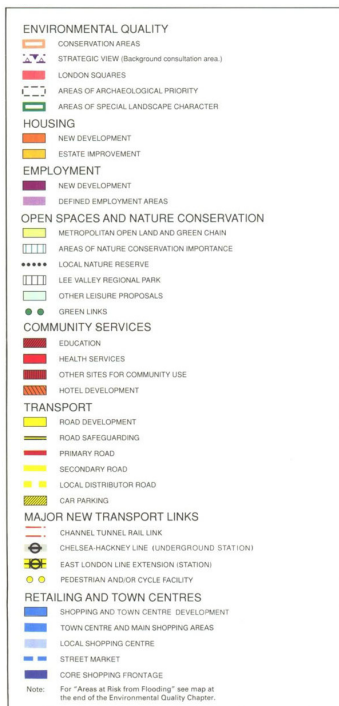 ENVIRONMENTAL QUALITY
CONSERVATION AREAS
STRATEGIC VIEW (Background consultation area.)
LONDON SQUARES
AREAS OF ARCHAEOLOGICAL PRIORITY
AREAS OF SPECIAL LANDSCAPE CHARACTER
HOUSING
NEW DEVELOPMENT
ESTATE IMPROVEMENT
EMPLOYMENT
NEW DEVELOPMENT
DEFINED EMPLOYMENT AREAS
OPEN SPACES AND NATURE CONSERVATION
METROPOLITAN OPEN LAND AND GREEN CHAIN
AREAS OF NATURE CONSERVATION IMPORTANCE
LOCAL NATURE RESERVE
LEE VALLEY REGIONAL PARK
OTHER LEISURE PROPOSALS
GREEN LINKS
COMMUNITY SERVICES
EDUCATION
HEALTH SERVICES
OTHER SITES FOR COMMUNITY USE
HOTEL DEVELOPMENT
TRANSPORT
ROAD DEVELOPMENT
ROAD SAFEGUARDING
PRIMARY ROAD
SECONDARY ROAD
LOCAL DISTRIBUTOR ROAD
CAR PARKING
MAJOR NEW TRANSPORT LINKS
CHANNEL TUNNEL RAIL LINK
CHELSEA-HACKNEY LINE (UNDERGROUND STATION)
EAST LONDON LINE EXTENSION (STATION)
PEDESTRIAN AND/OR CYCLE FACILITY
RETAILING AND TOWN CENTRES
SHOPPING AND TOWN CENTRE DEVELOPMENT
TOWN CENTRE AND MAIN SHOPPING AREAS
LOCAL SHOPPING CENTRE
STREET MARKET
CORE SHOPPING FRONTAGE
Note: For "Areas at Risk from Flooding" see map at
the end of the Environmental Quality Chapter.